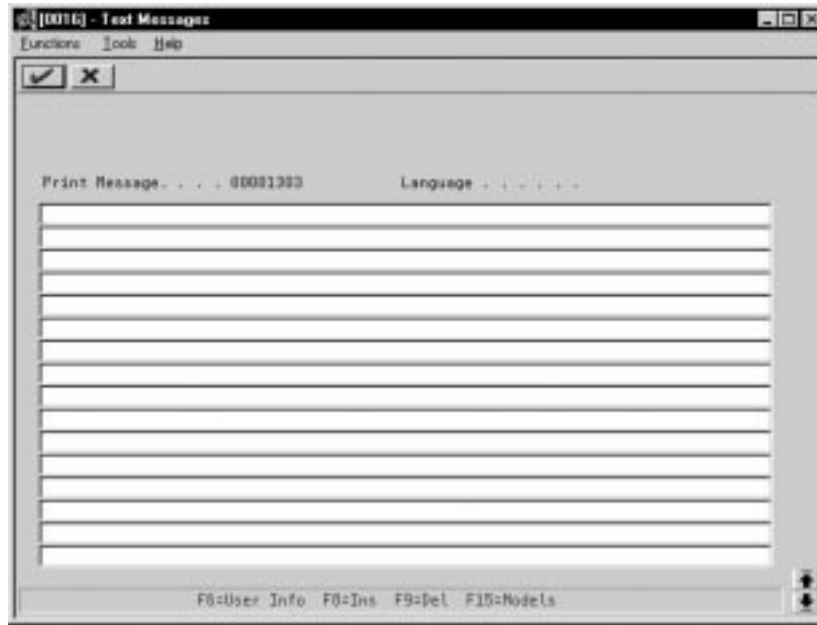 [0016] - Text Messages
Functions Tools Help
Print Message. . . . 00001303 Language . . . . . .
F6=User Info F8=Ins F9=Del F15=Models